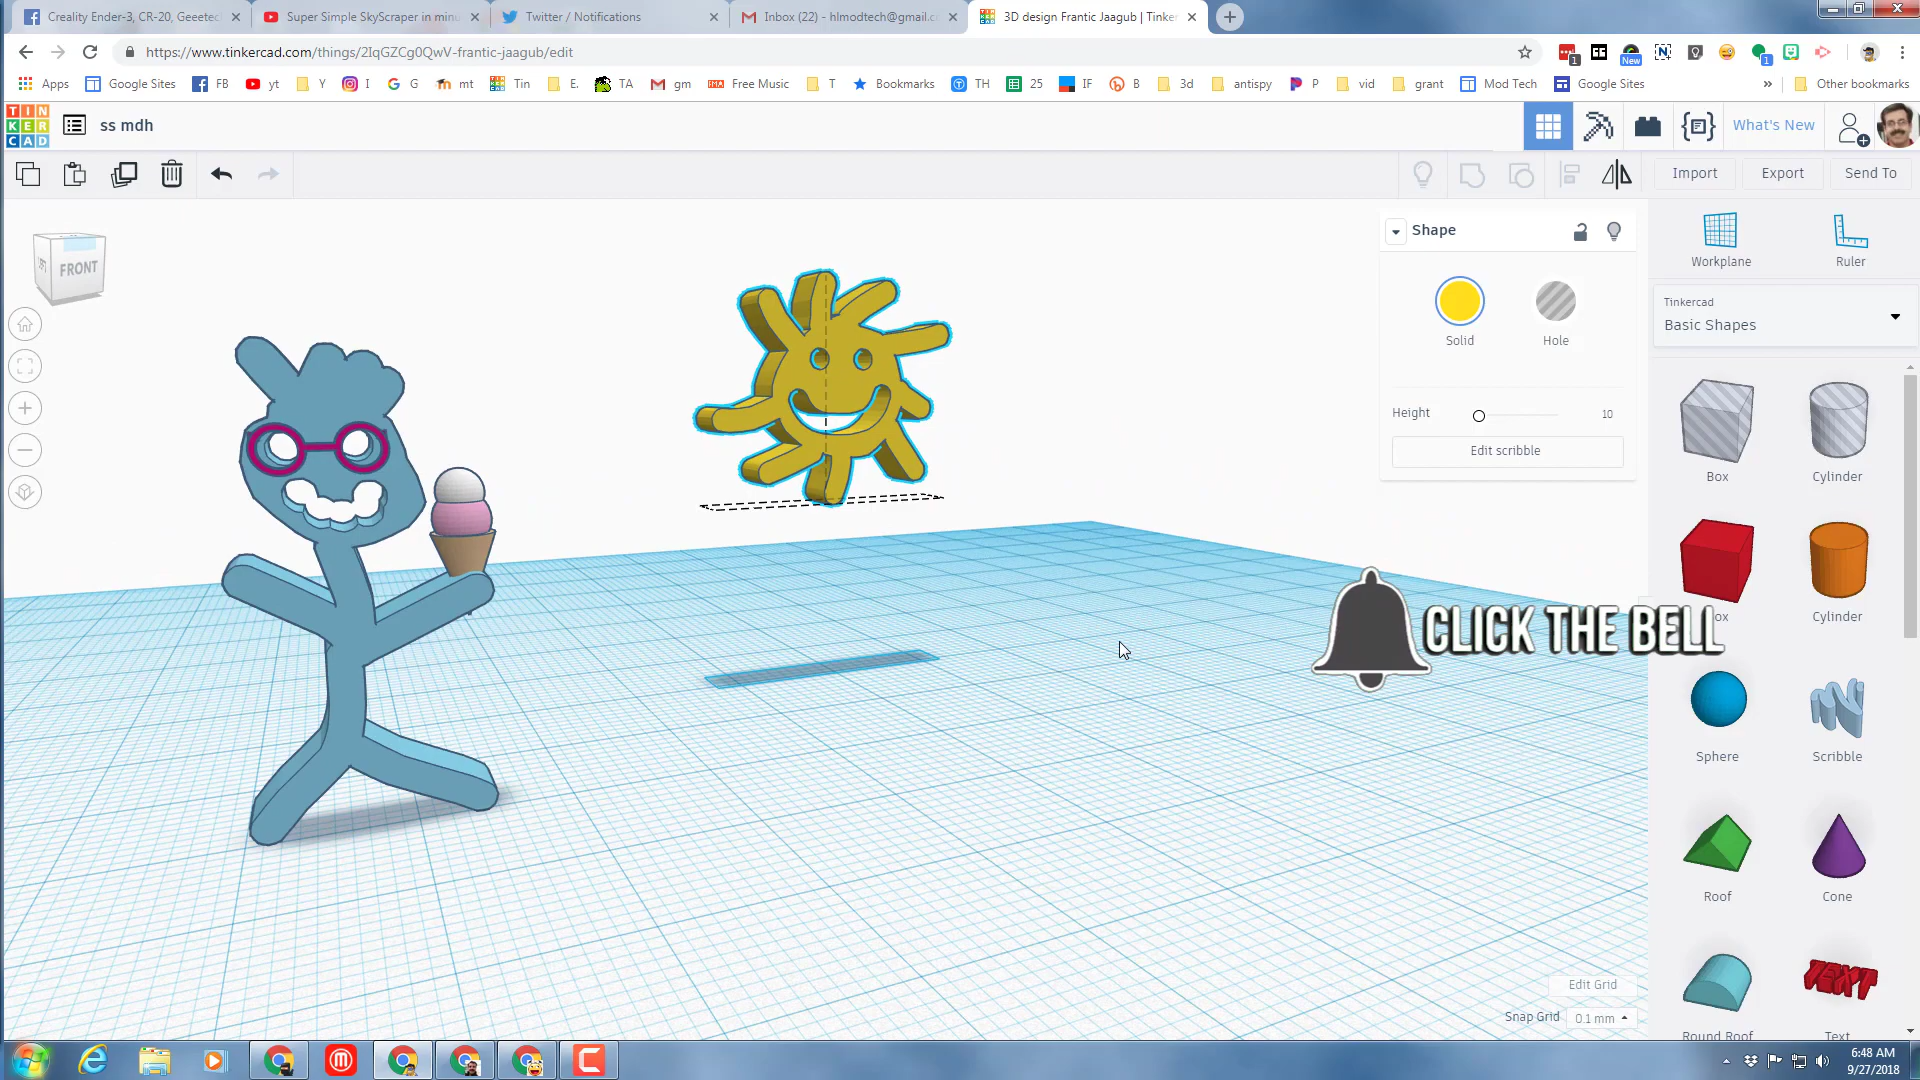 Creality Ender-3, CR-20, Geeetec
Super Simple SkyScraper in minu
Twitter / Notifications
Inbox (22) - hlmodtech@gmail.c
3D design Frantic Jaagub | Tinker
https://www.tinkercad.com/things/2IqGZCg0QwV-frantic-jaagub/edit
1
New
1
Apps
Google Sites
FB
yt
Y
I
G
mt
Tin
E.
TA
gm
Free Music
T
Bookmarks
TH
25
IF
B
3d
antispy
P
vid
grant
Mod Tech
Google Sites
»
Other bookmarks
TIN
KER
CAD
ss mdh
What's New
Import
Export
Send To
FRONT
Shape
Solid
Hole
Height
10
Edit scribble
Workplane
Ruler
Tinkercad
Basic Shapes
Box
Cylinder
Box
Cylinder
CLICK THE BELL
Sphere
Scribble
Roof
Cone
TEXT
Round Roof
Text
Edit Grid
Snap Grid
0.1 mm
6:48 AM
9/27/2018